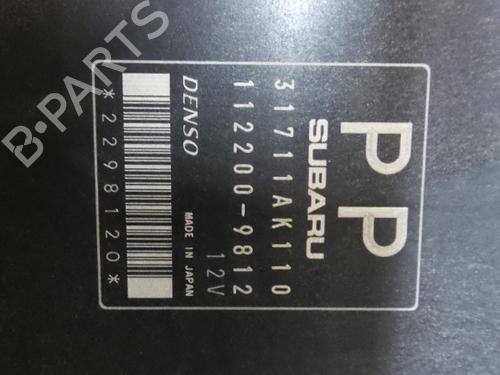 PP
SUBARU
31711AK110
112200-9812
12V
DENSO
MADE IN JAPAN
*2298120*
B-PARTS